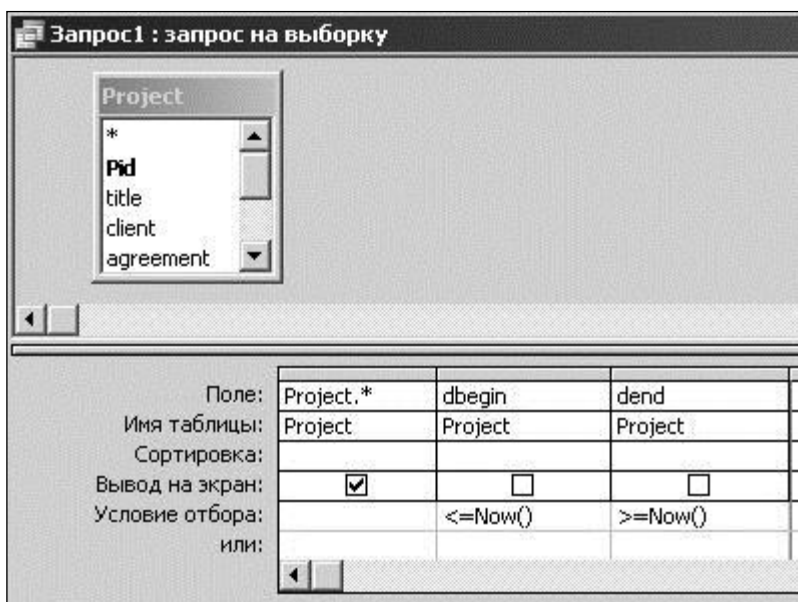 Запрос1 : запрос на выборку
Project
*
Pid
title
client
agreement
Поле: Project.* dbegin dend
Имя таблицы: Project Project Project
Сортировка:
Вывод на экран:
Условие отбора: <=Now() >=Now()
или: